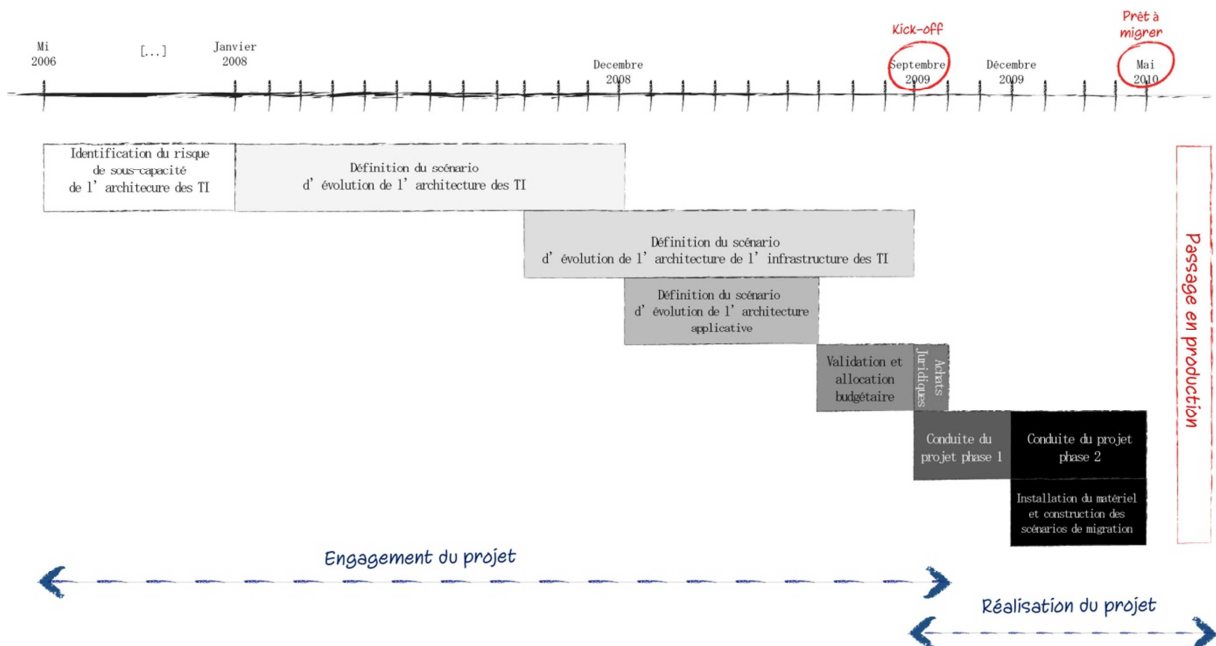 Kick-off
Prêt à
migrer
Mi
2006
[...]
Janvier
2008
Decembre
2008
Septembre
2009
Décembre
2009
Mai
2010
Identification du risque
de sous-capacité
de l' architecure des TI
Définition du scénario
d' évolution de l' architecture des TI
Définition du scénario
d' évolution de l' architecture de l' infrastructure des TI
Définition du scénario
d' évolution de l' architecture
applicative
Validation et
allocation
budgétaire
Achats
Juridiques
Conduite du
projet phase 1
Conduite du projet
phase 2
Installation du matériel
et construction des
scénarios de migration
Passage en production
Engagement du projet
Réalisation du projet